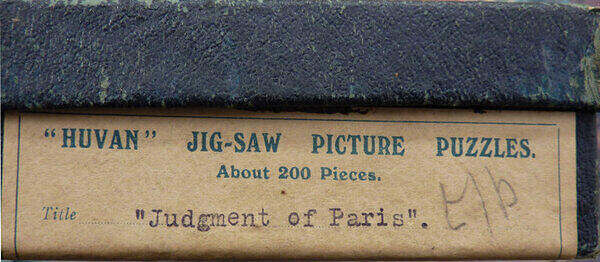 "HUVAN" JIG-SAW PICTURE PUZZLES.
About 200 Pieces.
Title "Judgment of Paris".